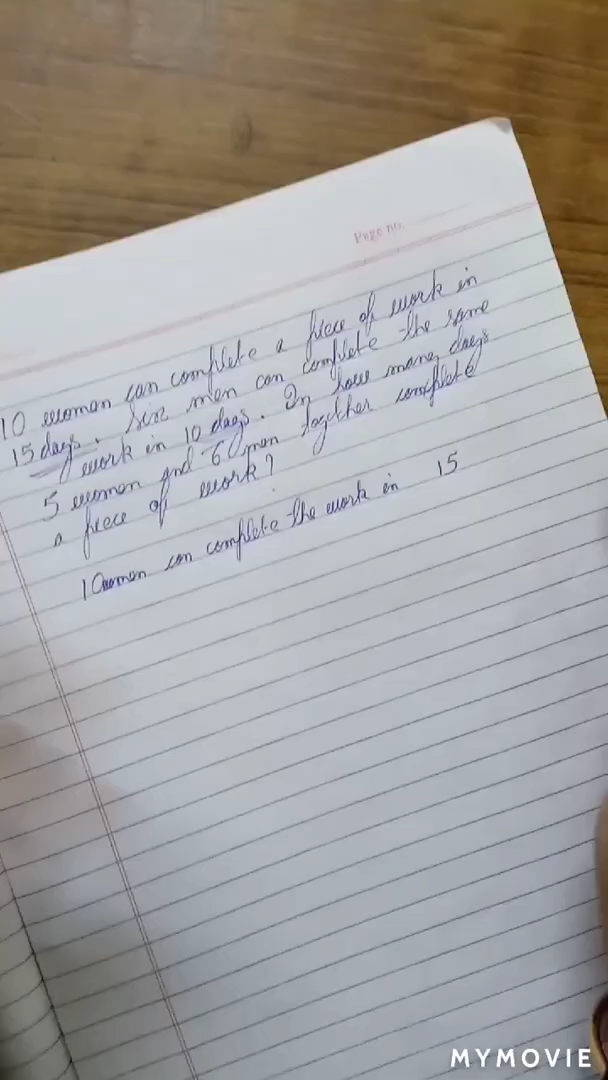 Page no.
10 women can complete a piece of work in
15 days. Six men can complete the same
work in 10 days. In how many days
5 women and 6 men together complete
a piece of work?
10women can complete the work in 15
MYMOVIE